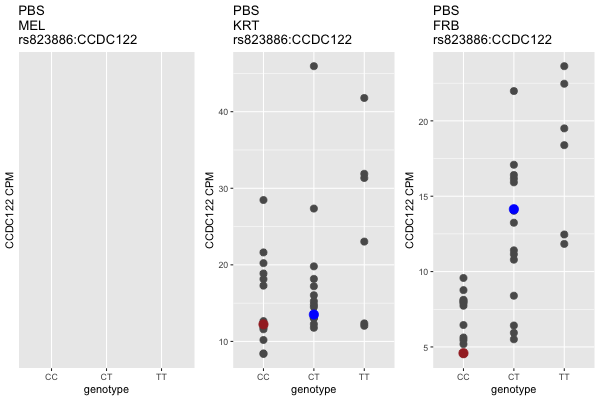 PBS
MEL
rs823886:CCDC122
CCDC122 CPM
CC
CT
TT
genotype
PBS
KRT
rs823886:CCDC122
CCDC122 CPM
40
30
20
10
CC
CT
TT
genotype
PBS
FRB
rs823886:CCDC122
CCDC122 CPM
20
15
10
5
CC
CT
TT
genotype